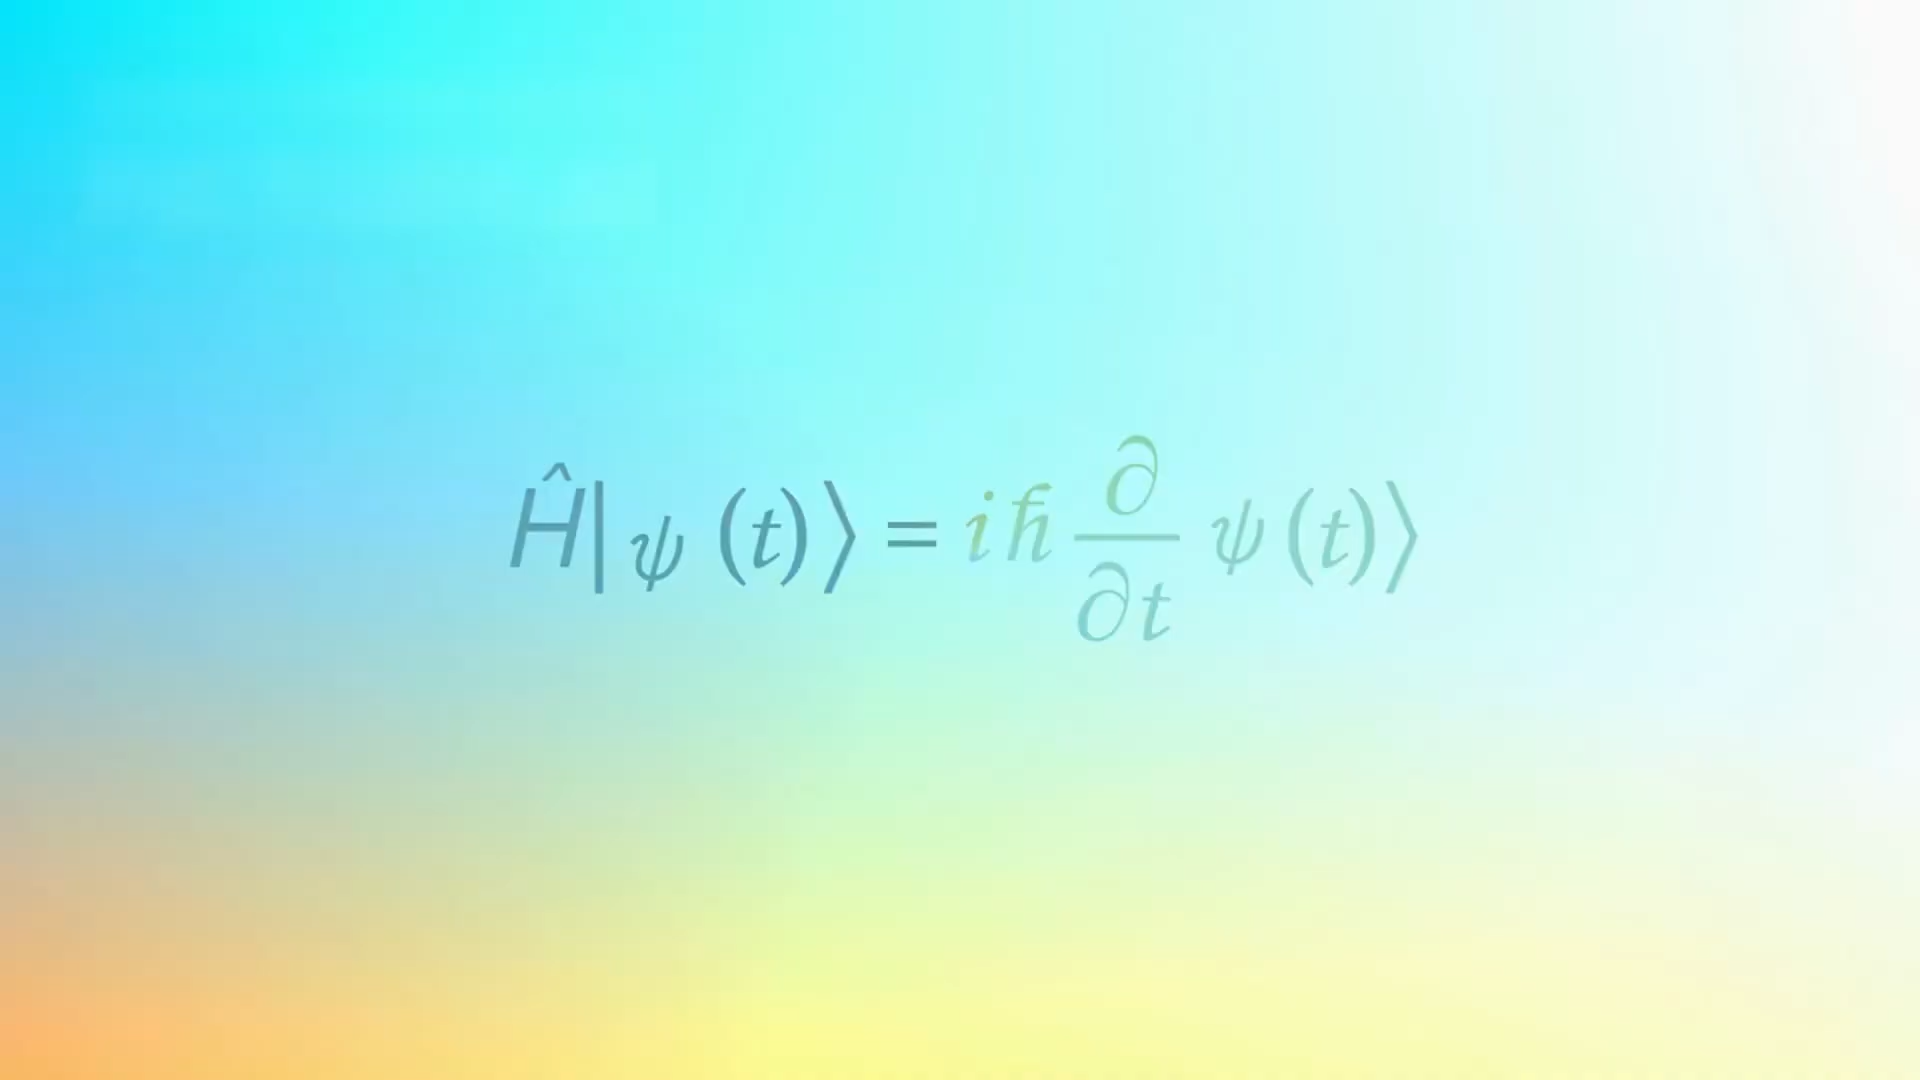 Ĥ|ψ(t)⟩ = iħ ∂/∂t ψ(t)⟩